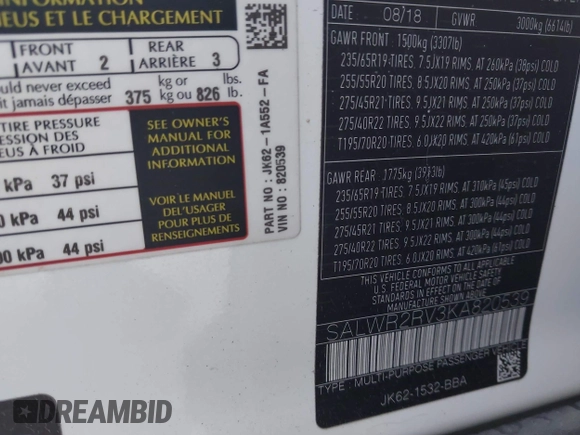 INFORMATION
EUS ET LE CHARGEMENT
FRONT
AVANT 2
REAR
ARRIÈRE 3
uld never exceed
it jamais dépasser 375 kg or kg ou 826 lbs. lb.
TIRE PRESSURE
ESSION DES
S À FROID
kPa 37 psi
0 kPa 44 psi
00 kPa 44 psi
SEE OWNER'S
MANUAL FOR
ADDITIONAL
INFORMATION
VOIR LE MANUEL
DEL'USAGER
POUR PLUS DE
RENSEIGNEMENTS
PART NO : JK62 - 1A552 - FA
VIN NO : 820539
DATE 08/18 GVWR 3000kg (6614lb)
GAWR FRONT 1500kg (3307lb)
235/65R19-TIRES, 7.5JX19 RIMS, AT 260kPa (38psi) COLD
255/55R20 TIRES, 8.5JX20 RIMS, AT 250kPa (37psi) COLD
275/45R21 TIRES, 9.5JX21 RIMS, AT 250kPa (37psi) COLD
275/40R22 TIRES, 9.5JX22 RIMS, AT 250kPa (37psi) COLD
T195/70R20 TIRES, 6.0JX20 RIMS, AT 420kPa (61psi) COLD
GAWR REAR 1775kg (3913lb)
235/65R19 TIRES, 7.5JX19 RIMS, AT 310kPa (45psi) COLD
255/55R20 TIRES, 8.5JX20 RIMS, AT 300kPa (44psi) COLD
275/45R21 TIRES, 9.5JX21 RIMS, AT 300kPa (44psi) COLD
275/40R22 TIRES, 9.5JX22 RIMS, AT 300kPa (44psi) COLD
T195/70R20 TIRES, 6.0JX20 RIMS, AT 420kPa (61psi) COLD
THIS VEHICLE CONFORMS TO ALL APPLICABLE
FEDERAL MOTOR VEHICLE SAFETY
STANDARDS IN EFFECT ON THE DATE OF
MANUFACTURE SHOWN ABOVE
SALWR2RV3KA820539
TYPE: MULTI-PURPOSE PASSENGER VEHICLE
JK62-1532-BBA
DREAMBID